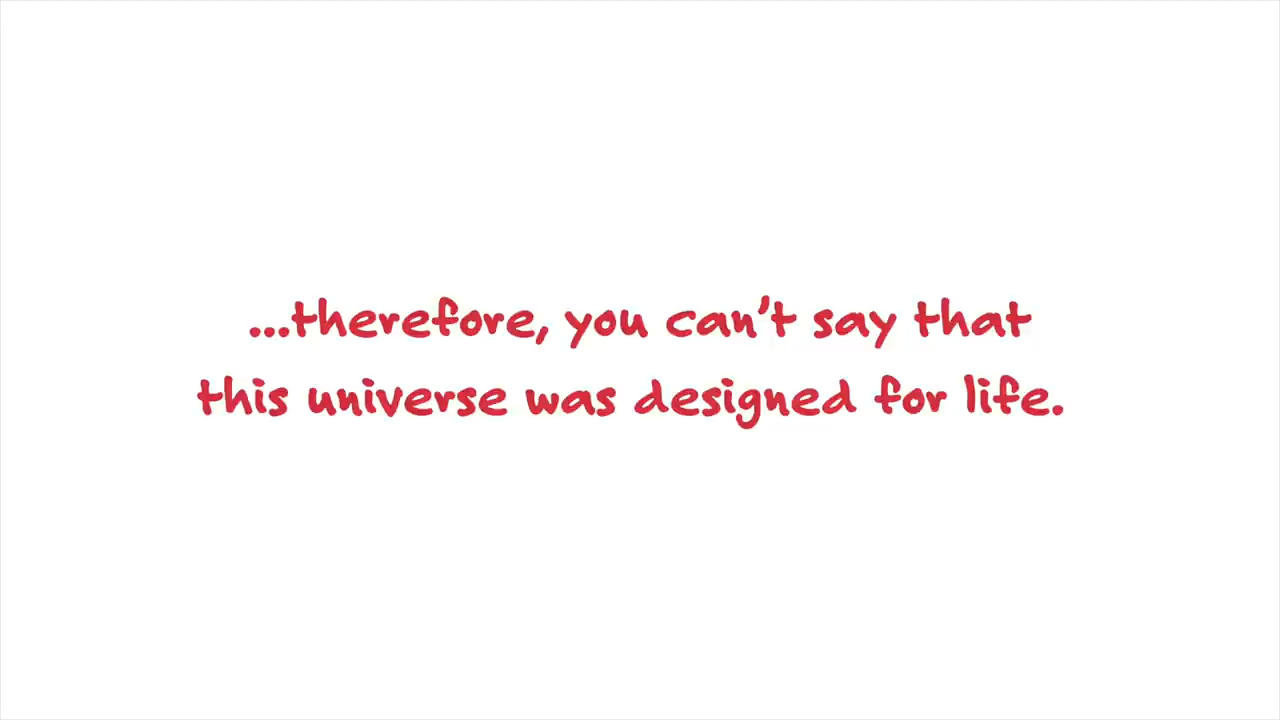 ...therefore, you can't say that
this universe was designed for life.